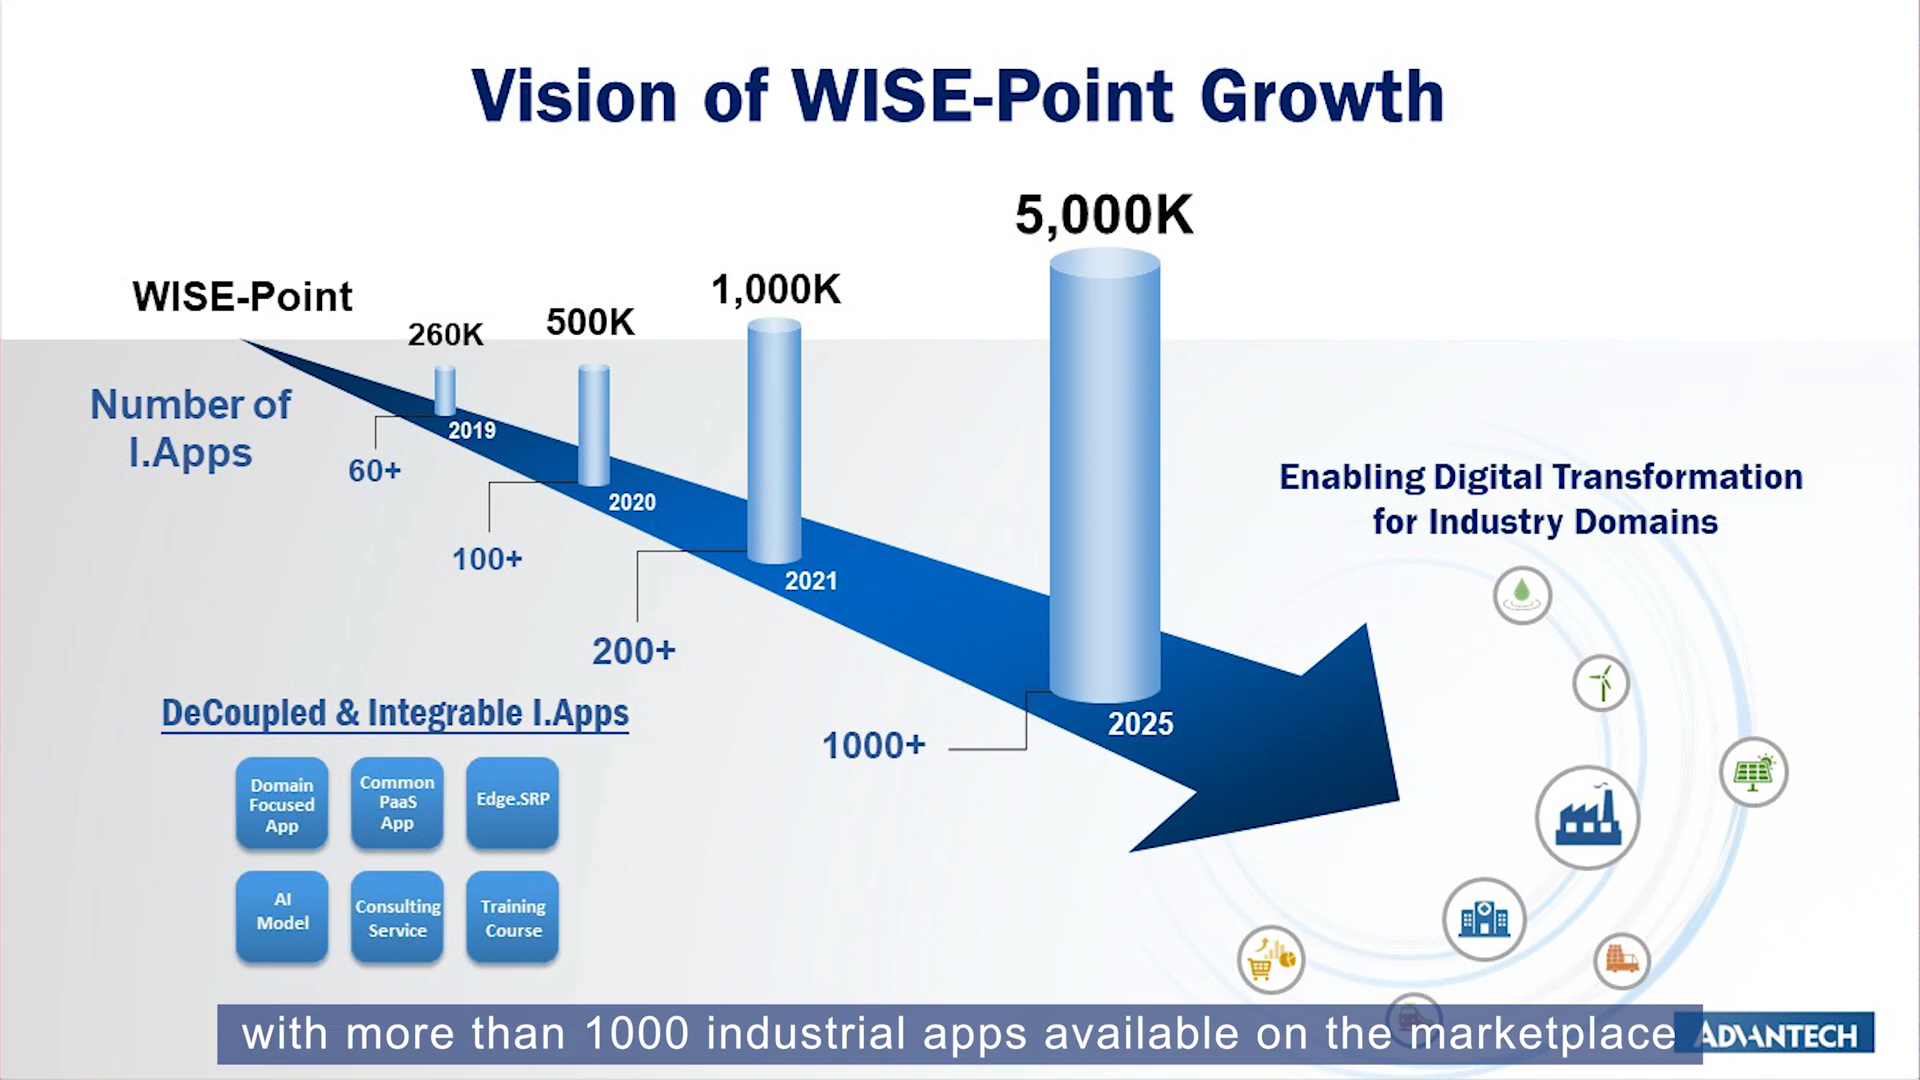 Vision of WISE-Point Growth
5,000K
1,000K
WISE-Point
500K
260K
Number of
I.Apps
2019
60+
2020
100+
2021
200+
2025
1000+
Enabling Digital Transformation
for Industry Domains
DeCoupled & Integrable I.Apps
Domain
Focused
App
Common
PaaS
App
Edge.SRP
AI
Model
Consulting
Service
Training
Course
with more than 1000 industrial apps available on the marketplace
ADVANTECH